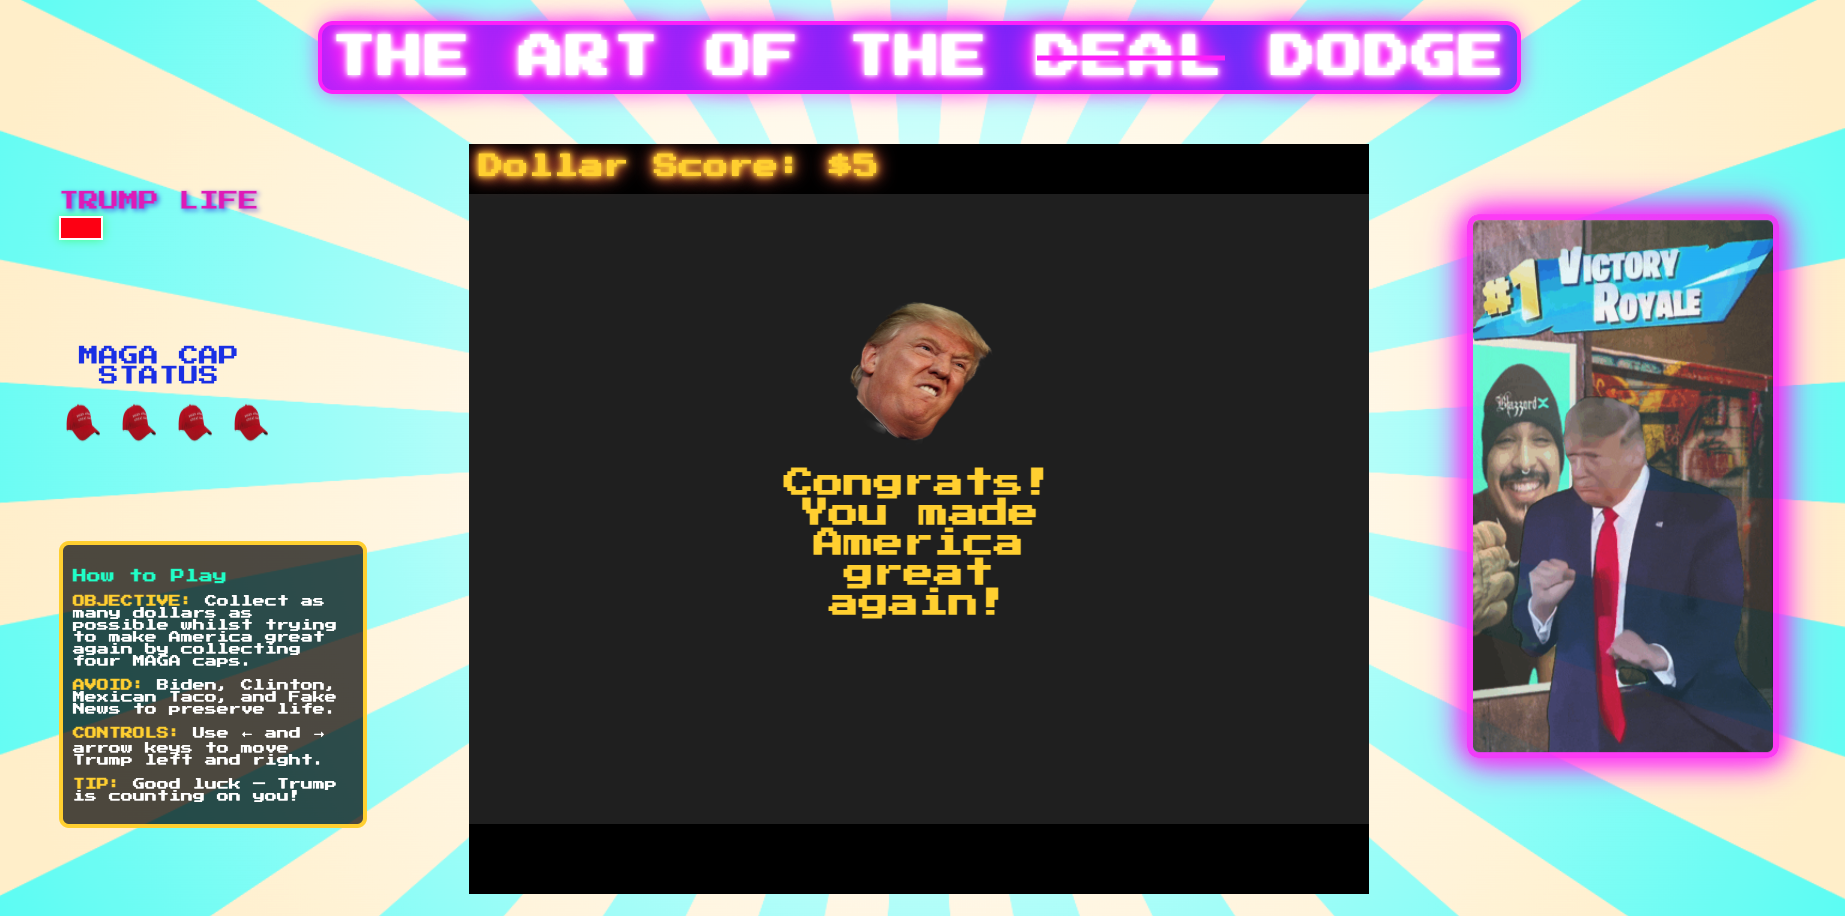 THE ART OF THE DEAL DODGE
Dollar Score: $5
TRUMP LIFE
MAGA CAP
STATUS
How to Play
OBJECTIVE: Collect as
many dollars as
possible whilst trying
to make America great
again by collecting
four MAGA caps.
AVOID: Biden, Clinton,
Mexican Taco, and Fake
News to preserve life.
CONTROLS: Use ← and →
arrow keys to move
Trump left and right.
TIP: Good luck — Trump
is counting on you!
Congrats!
You made
America
great
again!
#1 VICTORY
ROYALE